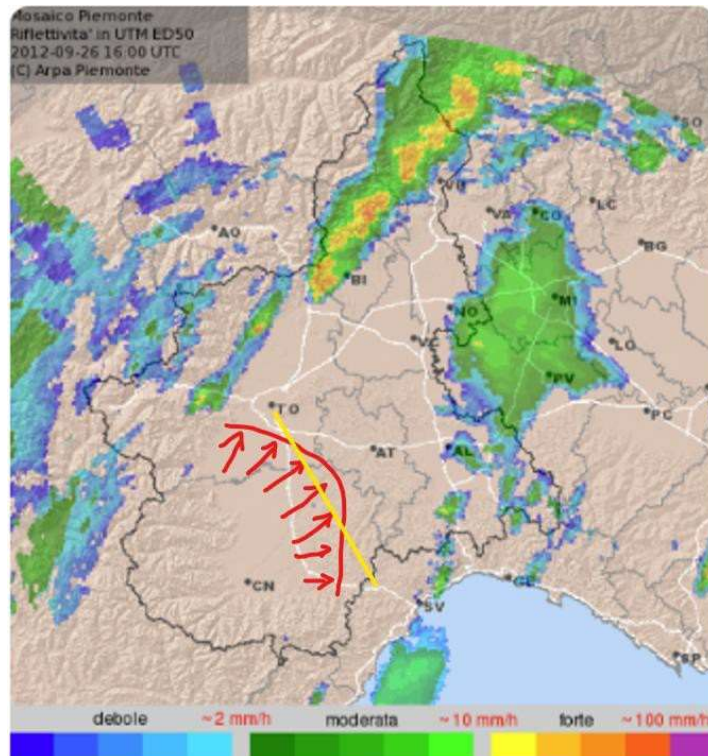 Mosaico Piemonte
Riflettivita' in UTM ED50
2012-09-26 16:00 UTC
(C) Arpa Piemonte
SO
VB
VA
CO
LC
AO
BG
BI
NO
MI
VC
LO
PV
TO
PC
AT
AL
CN
GE
SV
SP
debole ~2 mm/h moderata ~10 mm/h forte ~100 mm/h